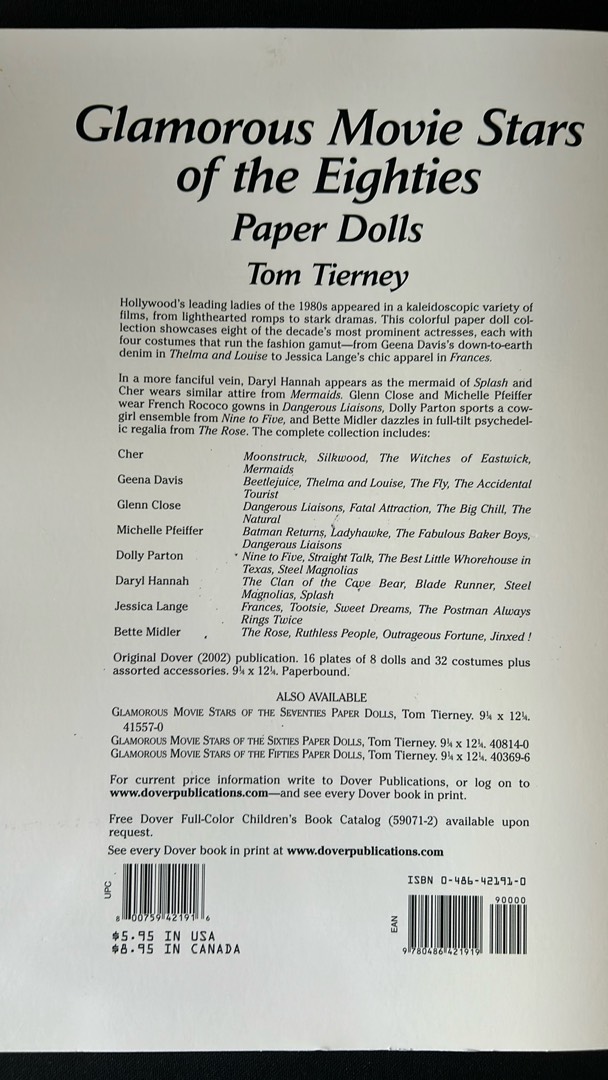 Glamorous Movie Stars
of the Eighties
Paper Dolls
Tom Tierney
Hollywood's leading ladies of the 1980s appeared in a kaleidoscopic variety of
films, from lighthearted romps to stark dramas. This colorful paper doll col-
lection showcases eight of the decade's most prominent actresses, each with
four costumes that run the fashion gamut—from Geena Davis's down-to-earth
denim in Thelma and Louise to Jessica Lange's chic apparel in Frances.
In a more fanciful vein, Daryl Hannah appears as the mermaid of Splash and
Cher wears similar attire from Mermaids. Glenn Close and Michelle Pfeiffer
wear French Rococo gowns in Dangerous Liaisons, Dolly Parton sports a cow-
girl ensemble from Nine to Five, and Bette Midler dazzles in full-tilt psychedel-
ic regalia from The Rose. The complete collection includes:
Cher Moonstruck, Silkwood, The Witches of Eastwick,
Mermaids
Geena Davis Beetlejuice, Thelma and Louise, The Fly, The Accidental
Tourist
Glenn Close Dangerous Liaisons, Fatal Attraction, The Big Chill, The
Natural
Michelle Pfeiffer Batman Returns, Ladyhawke, The Fabulous Baker Boys,
Dangerous Liaisons
Dolly Parton Nine to Five, Straight Talk, The Best Little Whorehouse in
Texas, Steel Magnolias
Daryl Hannah The Clan of the Cave Bear, Blade Runner, Steel
Magnolias, Splash
Jessica Lange Frances, Tootsie, Sweet Dreams, The Postman Always
Rings Twice
Bette Midler The Rose, Ruthless People, Outrageous Fortune, Jinxed !
Original Dover (2002) publication. 16 plates of 8 dolls and 32 costumes plus
assorted accessories. 9¼ x 12¼. Paperbound.
ALSO AVAILABLE
GLAMOROUS MOVIE STARS OF THE SEVENTIES PAPER DOLLS, Tom Tierney. 9¼ x 12¼.
41557-0
GLAMOROUS MOVIE STARS OF THE SIXTIES PAPER DOLLS, Tom Tierney. 9¼ x 12¼. 40814-0
GLAMOROUS MOVIE STARS OF THE FIFTIES PAPER DOLLS, Tom Tierney. 9¼ x 12¼. 40369-6
For current price information write to Dover Publications, or log on to
www.doverpublications.com—and see every Dover book in print.
Free Dover Full-Color Children's Book Catalog (59071-2) available upon
request.
See every Dover book in print at www.doverpublications.com
UPC
8 00759 42191 6
$5.95 IN USA
$8.95 IN CANADA
ISBN 0-486-42191-0
90000
EAN
9 780486 421919